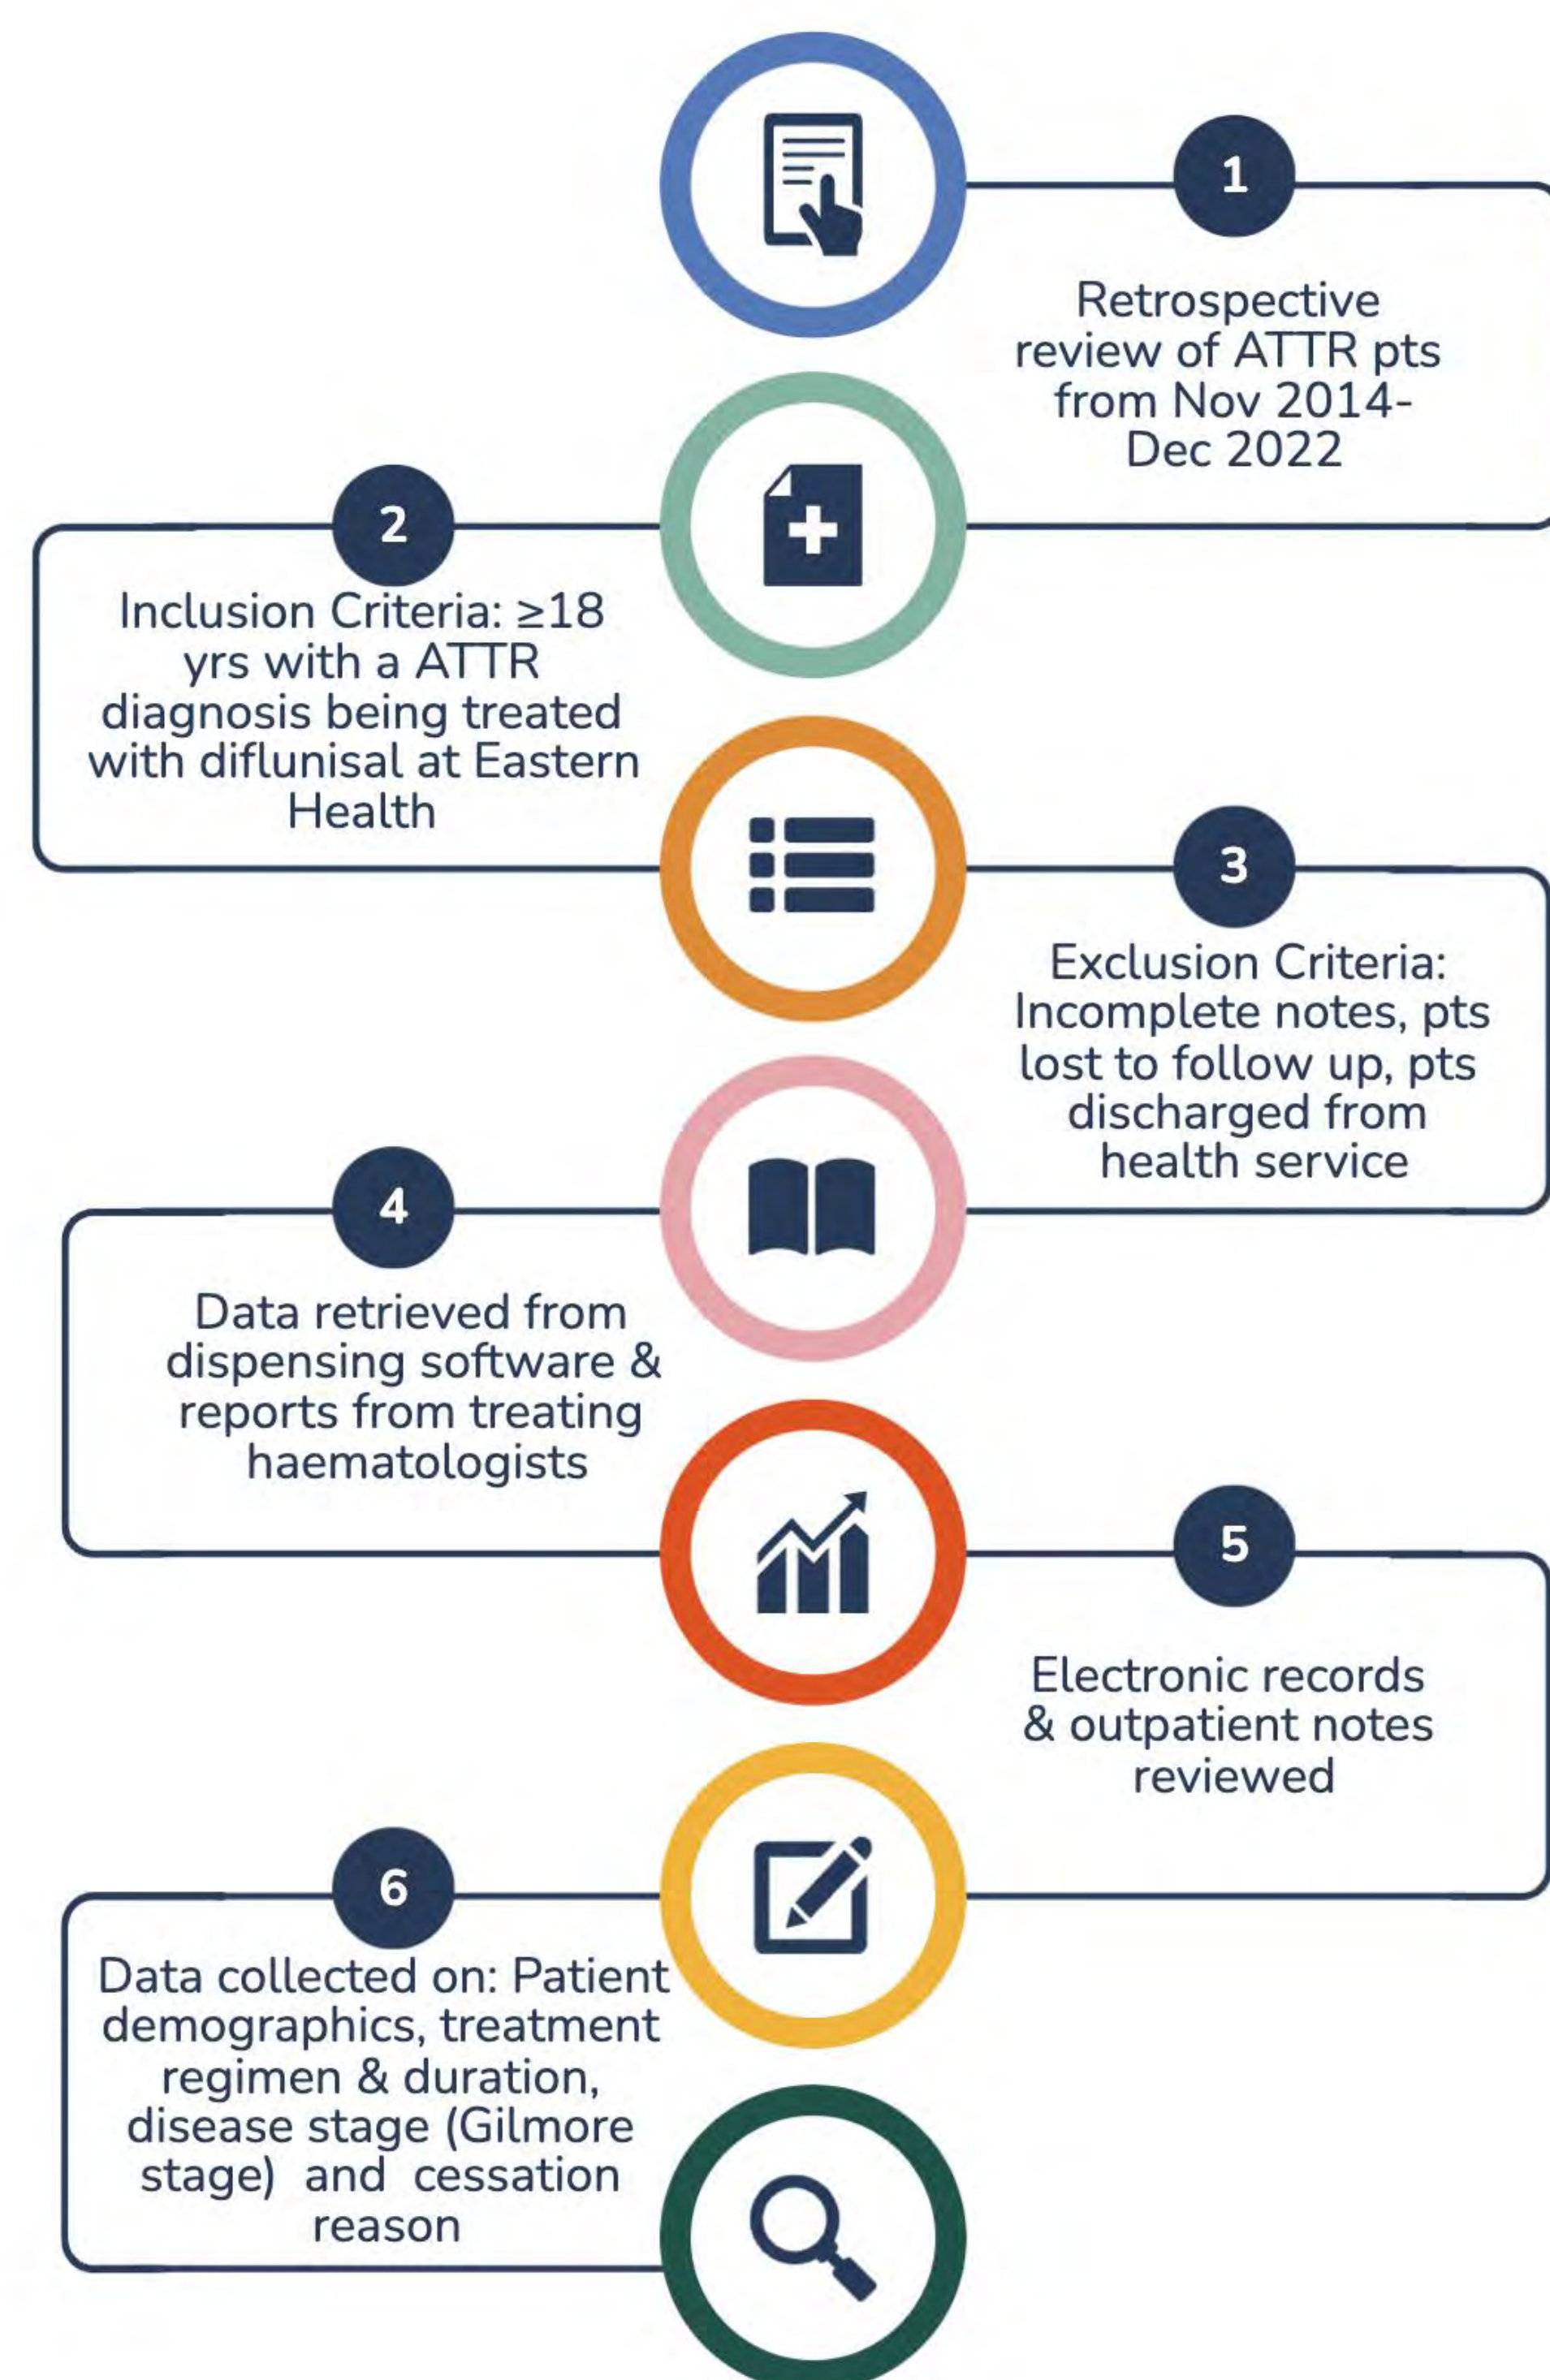 1
Retrospective
review of ATTR pts
from Nov 2014-
Dec 2022
2
Inclusion Criteria: ≥18
yrs with a ATTR
diagnosis being treated
with diflunisal at Eastern
Health
3
Exclusion Criteria:
Incomplete notes, pts
lost to follow up, pts
discharged from
health service
4
Data retrieved from
dispensing software &
reports from treating
haematologists
5
Electronic records
& outpatient notes
reviewed
6
Data collected on: Patient
demographics, treatment
regimen & duration,
disease stage (Gilmore
stage) and cessation
reason